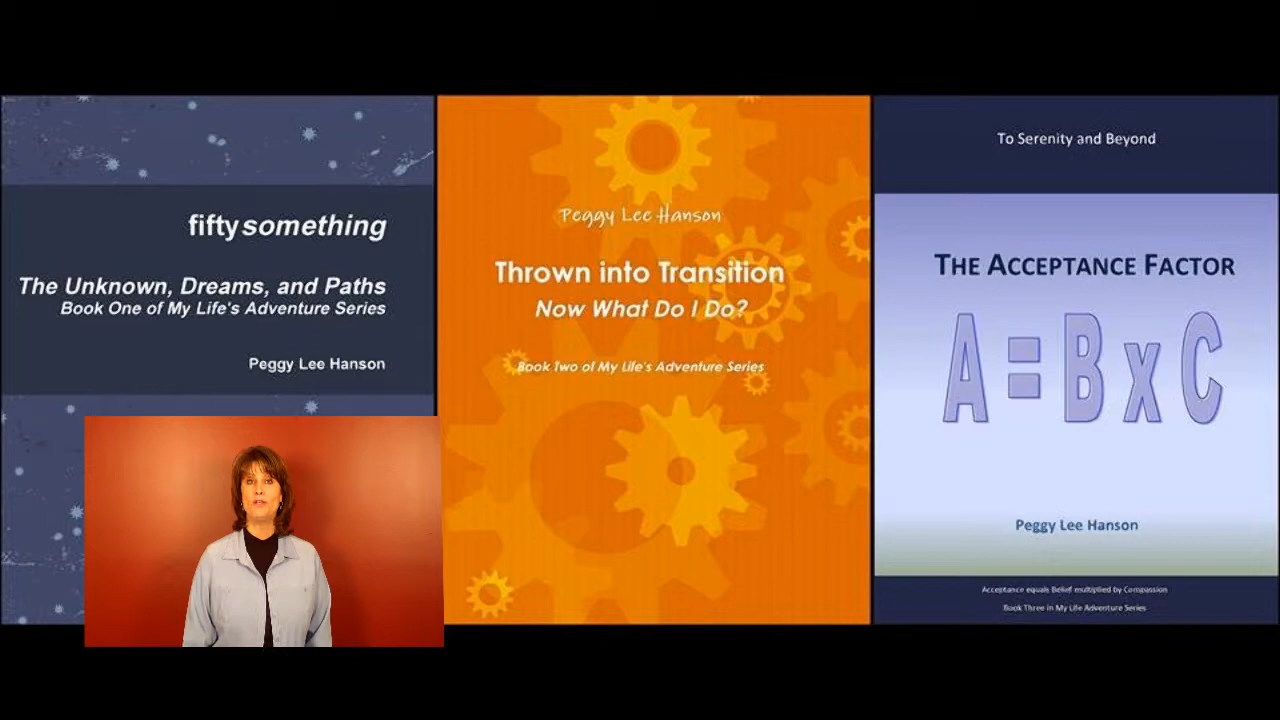 fiftysomething
The Unknown, Dreams, and Paths
Book One of My Life's Adventure Series
Peggy Lee Hanson
Peggy Lee Hanson
Thrown into Transition
Now What Do I Do?
Book Two of My Life's Adventure Series
To Serenity and Beyond
THE ACCEPTANCE FACTOR
A = B x C
Peggy Lee Hanson
Acceptance equals Belief multiplied by Compassion
Book Three in My Life Adventure Series